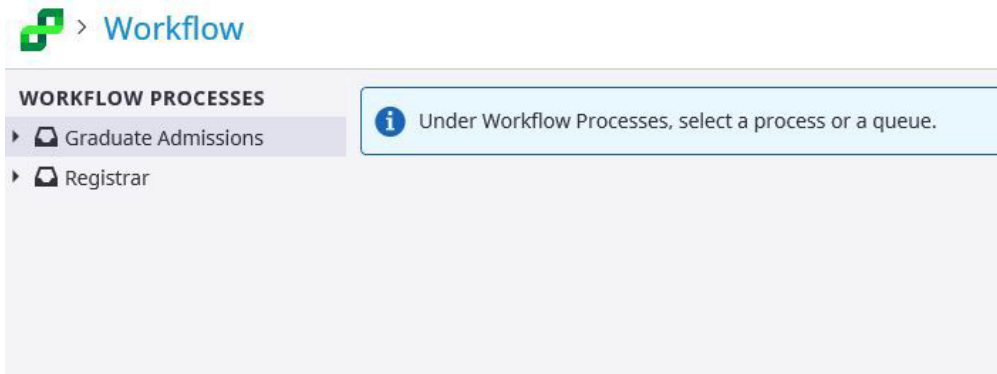 > Workflow
WORKFLOW PROCESSES
Graduate Admissions
Registrar
Under Workflow Processes, select a process or a queue.